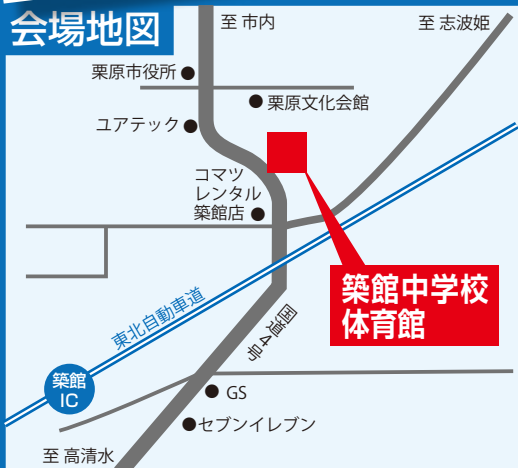 会場地図
至 市内
至 志波姫
栗原市役所
栗原文化会館
ユアテック
コマツ
レンタル
築館店
築館中学校
体育館
東北自動車道
国道4号
築館
IC
GS
セブンイレブン
至 高清水